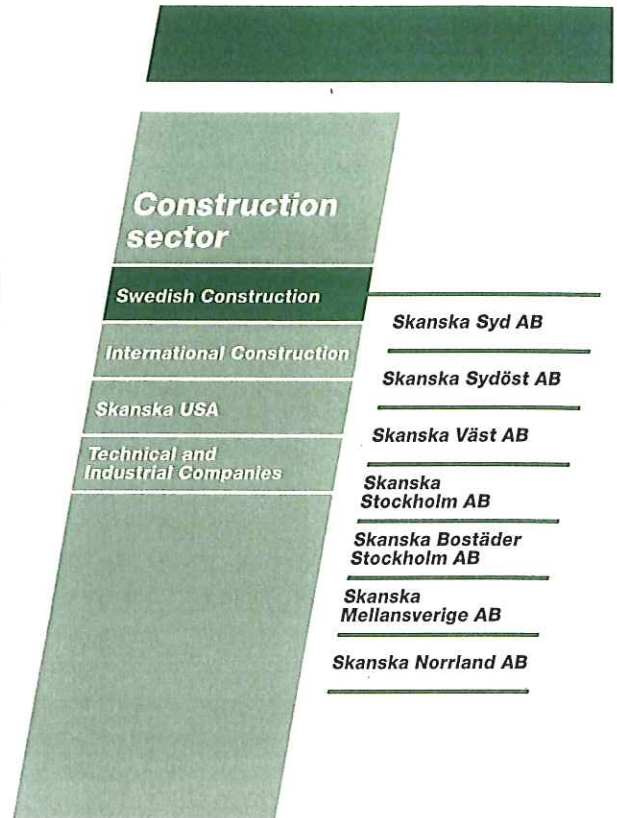 Construction
sector
Swedish Construction
International Construction
Skanska USA
Technical and
Industrial Companies
Skanska Syd AB
Skanska Sydöst AB
Skanska Väst AB
Skanska
Stockholm AB
Skanska Bostäder
Stockholm AB
Skanska
Mellansverige AB
Skanska Norrland AB